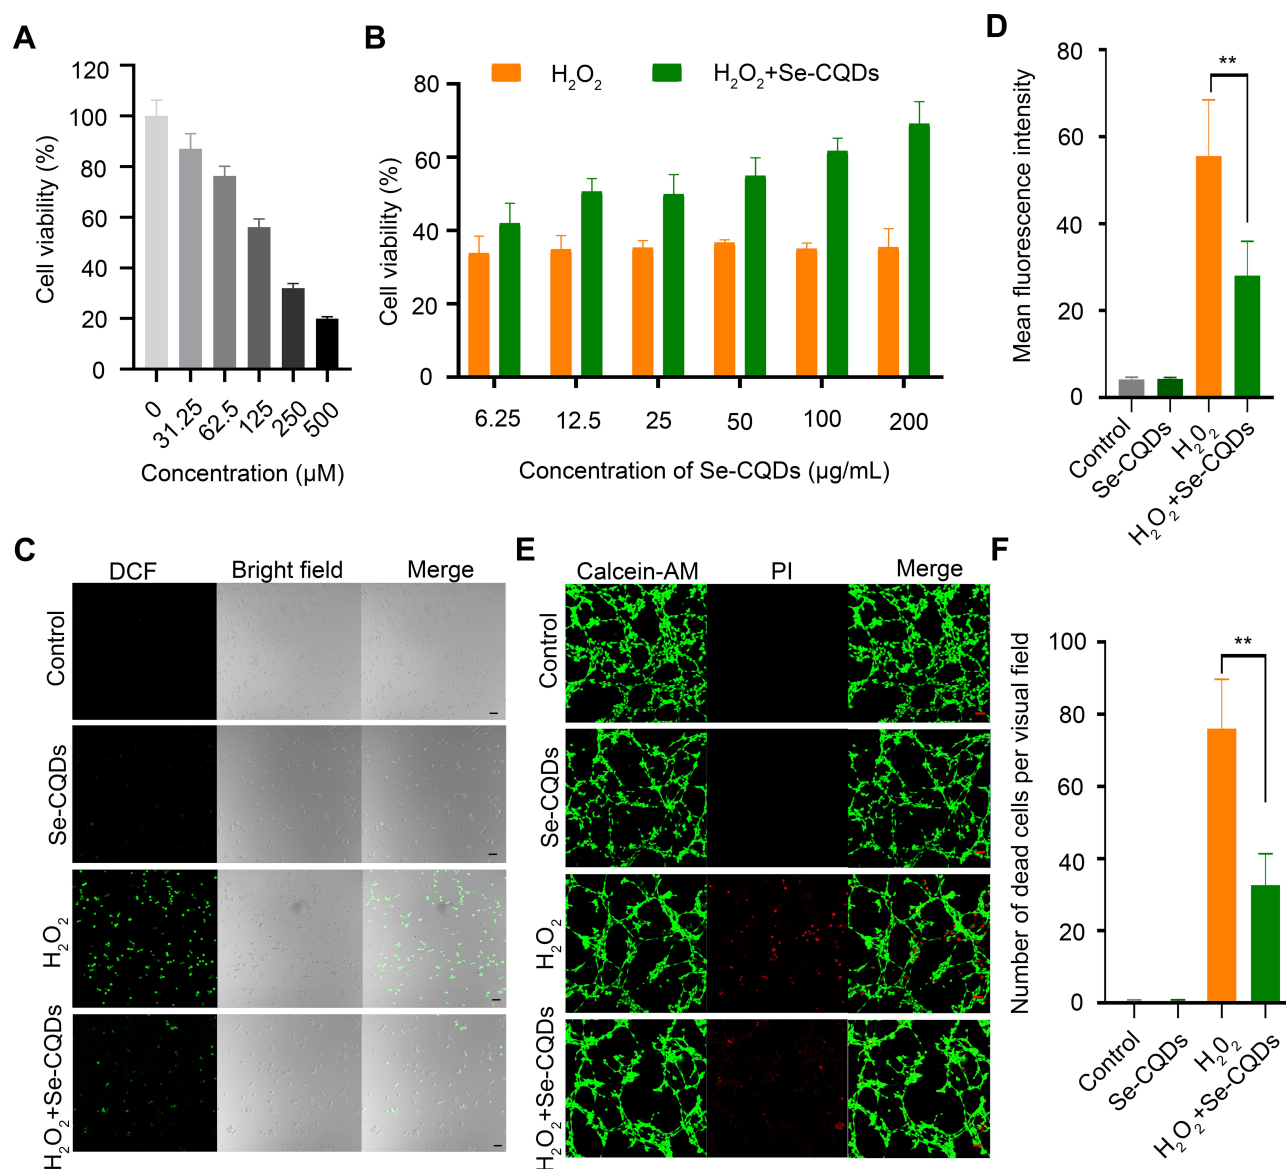 A
120
100
80
60
40
20
0
Cell viability (%)
0
31.25
62.5
125
250
500
Concentration (μM)
B
H₂O₂
H₂O₂+Se-CQDs
80
60
40
20
0
Cell viability (%)
6.25
12.5
25
50
100
200
Concentration of Se-CQDs (μg/mL)
D
80
60
40
20
0
Mean fluorescence intensity
**
Control
Se-CQDs
H₂0₂
H₂O₂+Se-CQDs
C
DCF
Bright field
Merge
Control
Se-CQDs
H₂O₂
H₂O₂+Se-CQDs
E
Calcein-AM
PI
Merge
Control
Se-CQDs
H₂O₂
H₂O₂+Se-CQDs
F
100
80
60
40
20
0
Number of dead cells per visual field
**
Control
Se-CQDs
H₂0₂
H₂O₂+Se-CQDs